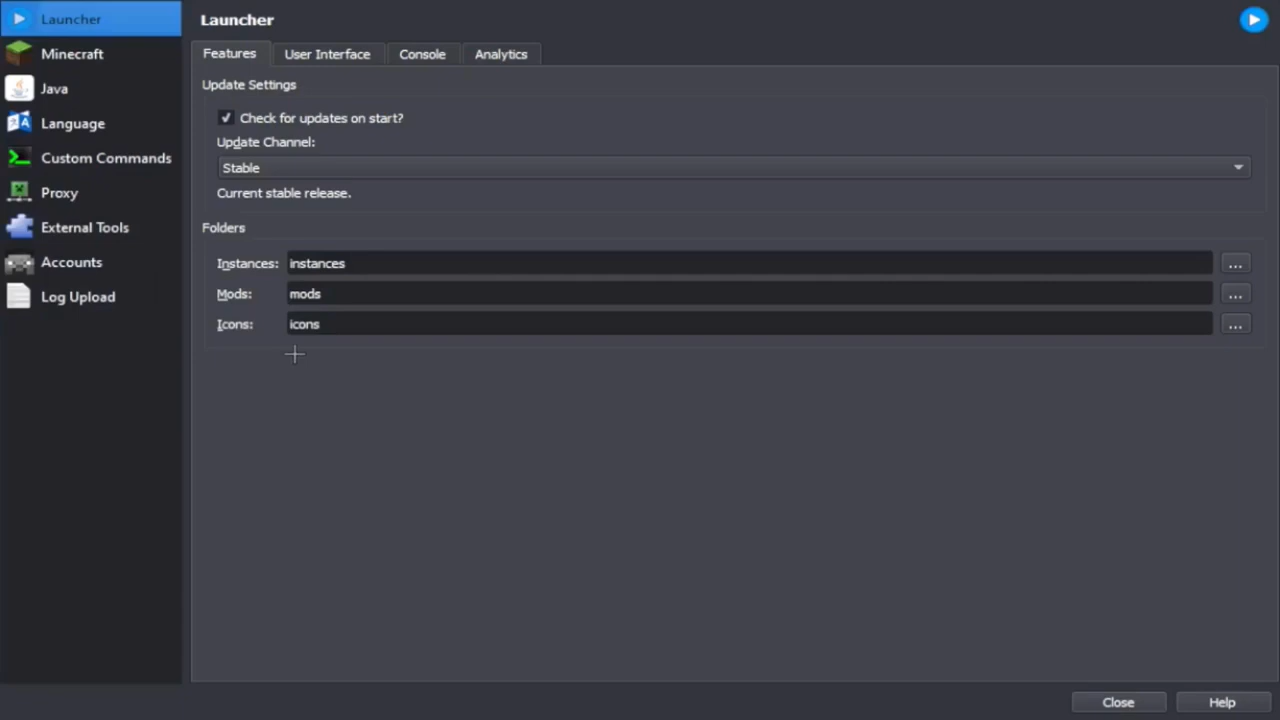 Launcher
Minecraft
Java
Language
Custom Commands
Proxy
External Tools
Accounts
Log Upload
Launcher
Features
User Interface
Console
Analytics
Update Settings
Check for updates on start?
Update Channel:
Stable
Current stable release.
Folders
Instances: instances ...
Mods: mods ...
Icons: icons ...
Close
Help